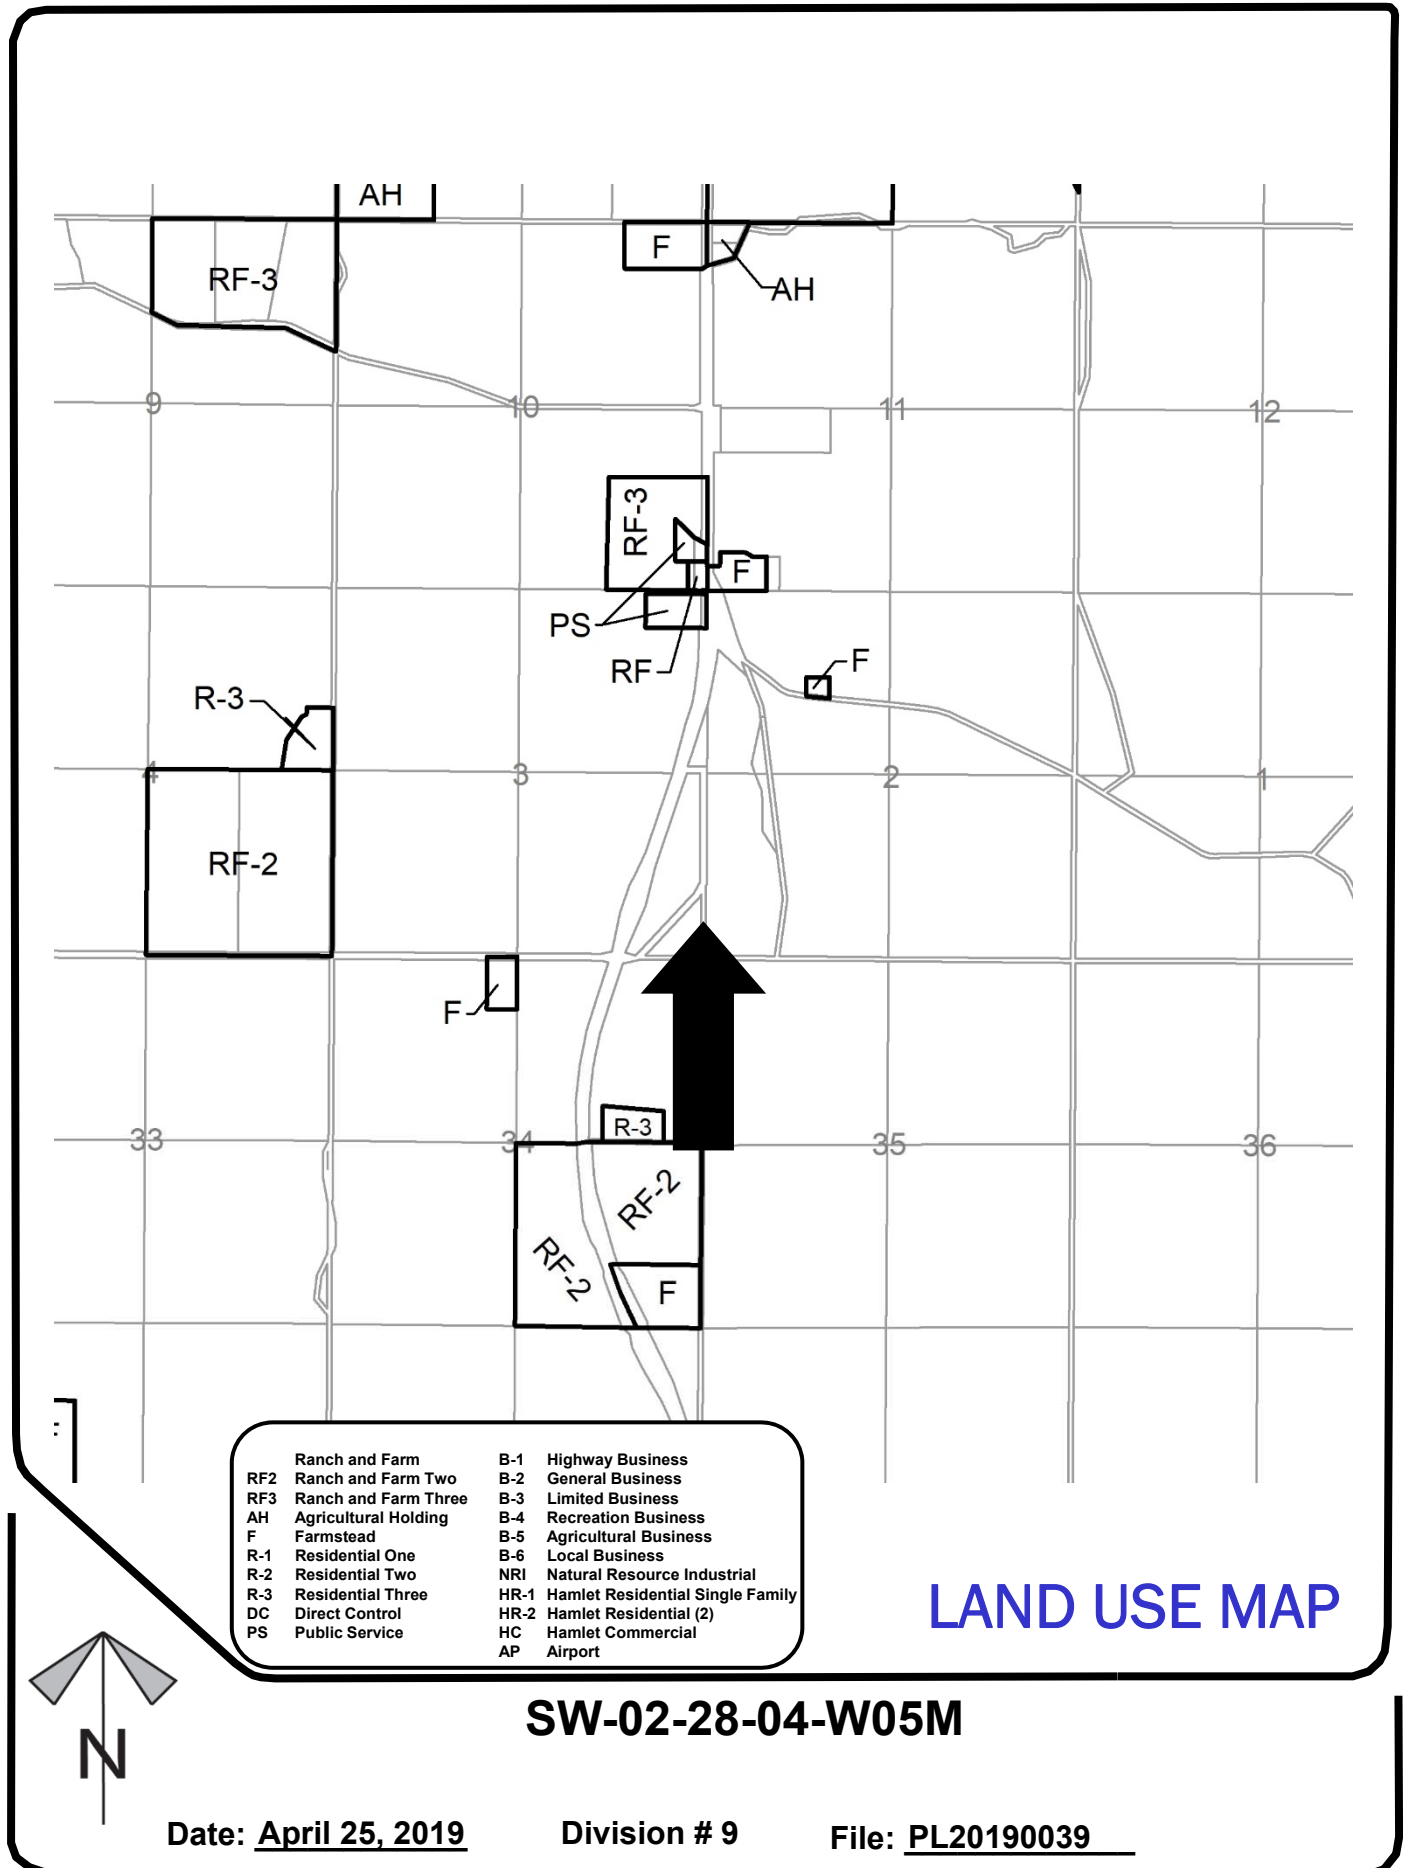 AH
F
RF-3
AH
9
10
11
12
RF-3
F
PS
RF
F
R-3
4
3
2
1
RF-2
F
33
34
R-3
35
36
RF-2
RF-2
F
Ranch and Farm
RF2 Ranch and Farm Two
RF3 Ranch and Farm Three
AH Agricultural Holding
F Farmstead
R-1 Residential One
R-2 Residential Two
R-3 Residential Three
DC Direct Control
PS Public Service
B-1 Highway Business
B-2 General Business
B-3 Limited Business
B-4 Recreation Business
B-5 Agricultural Business
B-6 Local Business
NRI Natural Resource Industrial
HR-1 Hamlet Residential Single Family
HR-2 Hamlet Residential (2)
HC Hamlet Commercial
AP Airport
LAND USE MAP
SW-02-28-04-W05M
N
Date: April 25, 2019 Division # 9 File: PL20190039